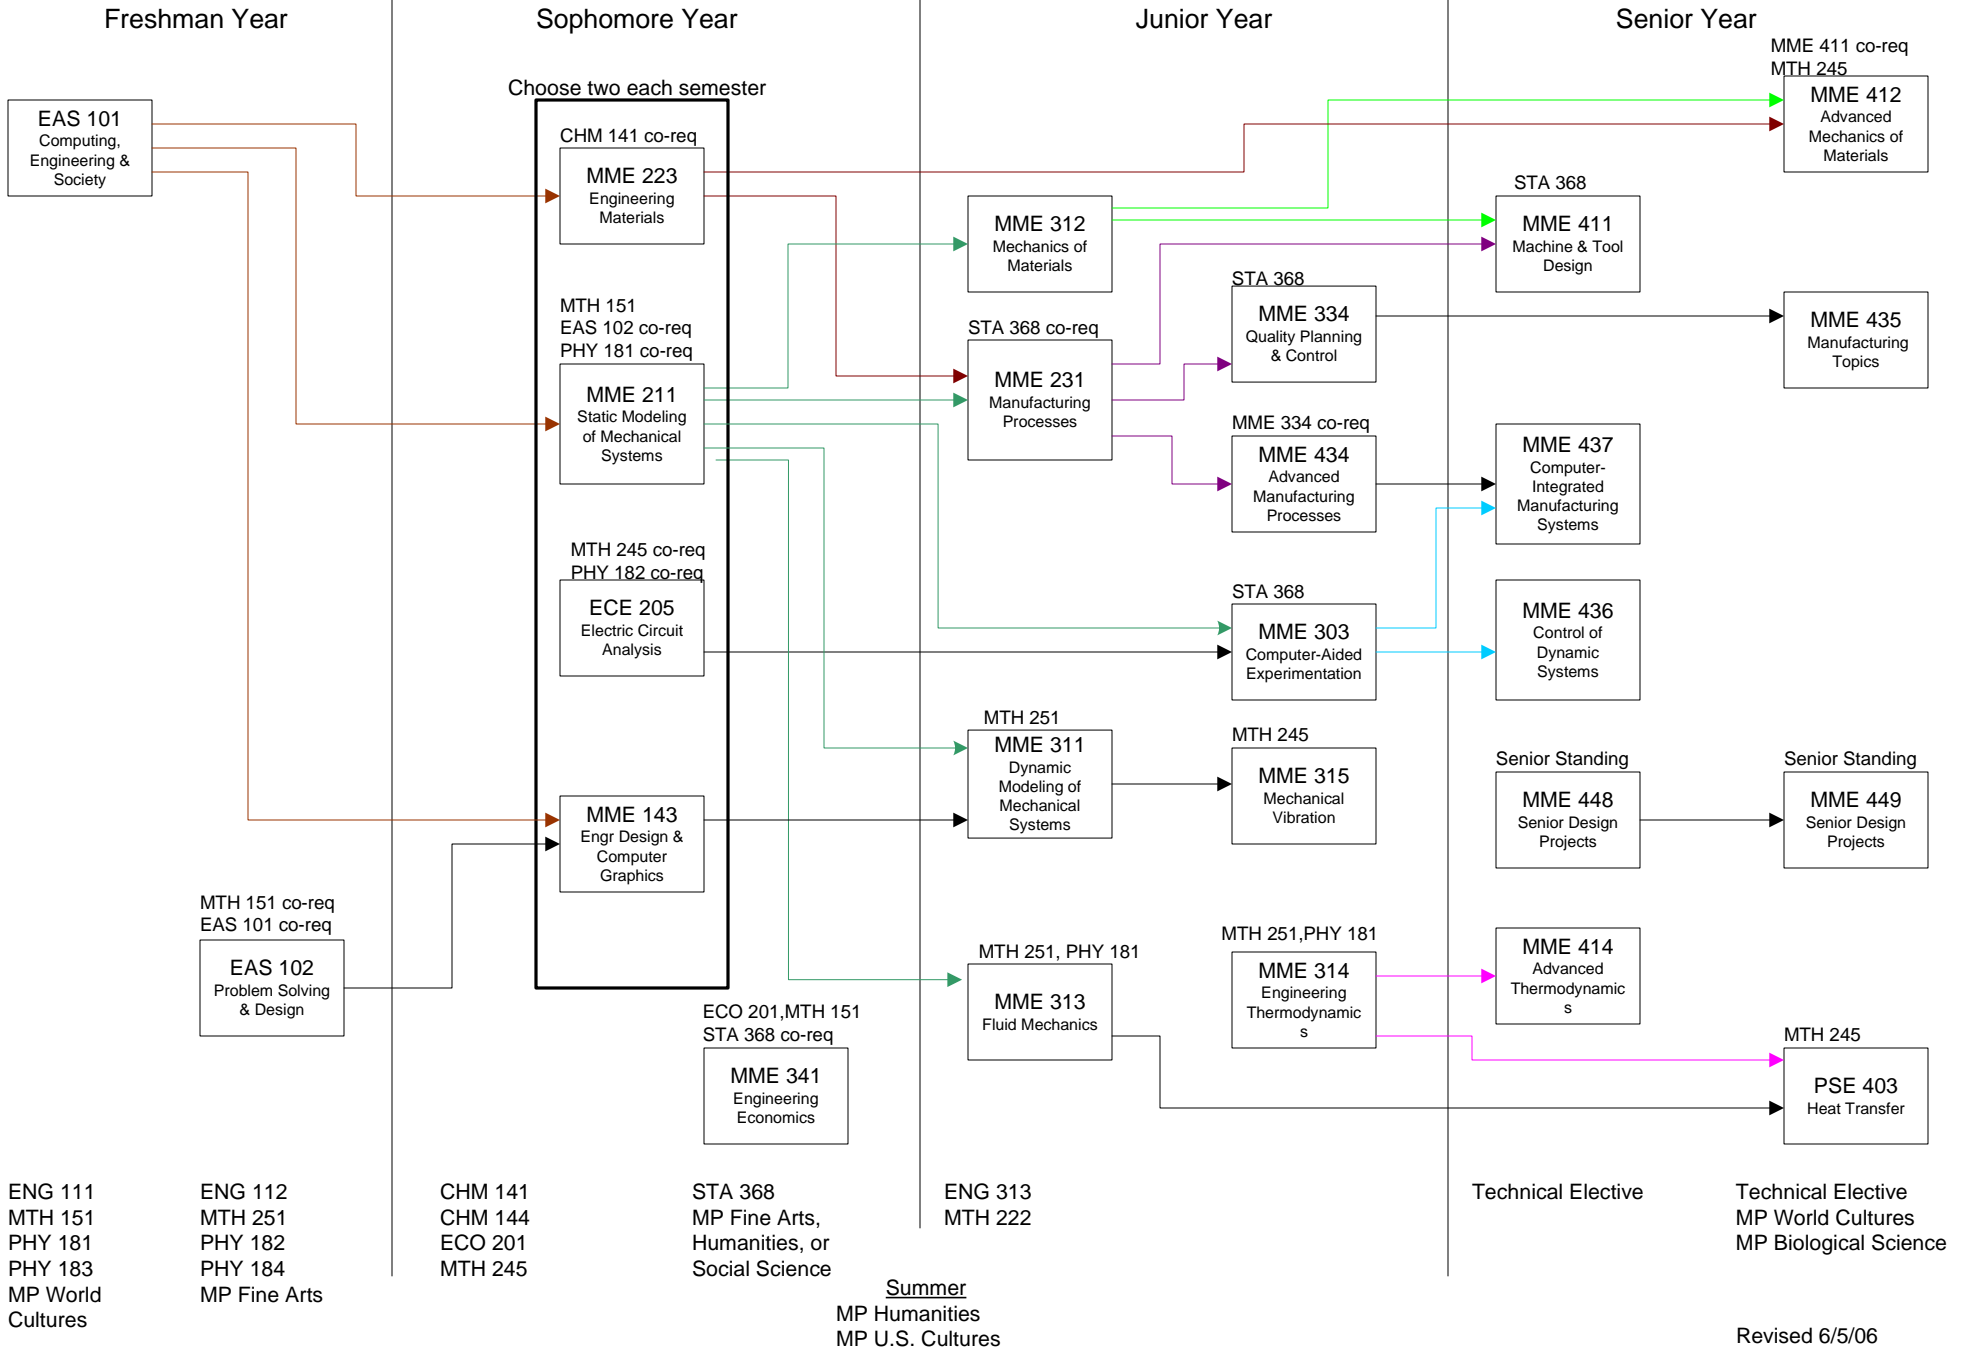 Freshman Year
Sophomore Year
Junior Year
Senior Year
EAS 101
Computing,
Engineering &
Society
MTH 151 co-req
EAS 101 co-req
EAS 102
Problem Solving
& Design
Choose two each semester
CHM 141 co-req
MME 223
Engineering
Materials
MTH 151
EAS 102 co-req
PHY 181 co-req
MME 211
Static Modeling
of Mechanical
Systems
MTH 245 co-req
PHY 182 co-req
ECE 205
Electric Circuit
Analysis
MME 143
Engr Design &
Computer
Graphics
ECO 201,MTH 151
STA 368 co-req
MME 341
Engineering
Economics
MME 312
Mechanics of
Materials
STA 368 co-req
MME 231
Manufacturing
Processes
MTH 251
MME 311
Dynamic
Modeling of
Mechanical
Systems
MTH 251, PHY 181
MME 313
Fluid Mechanics
STA 368
MME 334
Quality Planning
& Control
MME 334 co-req
MME 434
Advanced
Manufacturing
Processes
STA 368
MME 303
Computer-Aided
Experimentation
MTH 245
MME 315
Mechanical
Vibration
MTH 251,PHY 181
MME 314
Engineering
Thermodynamic
s
STA 368
MME 411
Machine & Tool
Design
MME 437
Computer-
Integrated
Manufacturing
Systems
MME 436
Control of
Dynamic
Systems
Senior Standing
MME 448
Senior Design
Projects
MME 414
Advanced
Thermodynamic
s
MME 411 co-req
MTH 245
MME 412
Advanced
Mechanics of
Materials
MME 435
Manufacturing
Topics
Senior Standing
MME 449
Senior Design
Projects
MTH 245
PSE 403
Heat Transfer
ENG 111
MTH 151
PHY 181
PHY 183
MP World
Cultures
ENG 112
MTH 251
PHY 182
PHY 184
MP Fine Arts
CHM 141
CHM 144
ECO 201
MTH 245
STA 368
MP Fine Arts,
Humanities, or
Social Science
Summer
MP Humanities
MP U.S. Cultures
ENG 313
MTH 222
Technical Elective
Technical Elective
MP World Cultures
MP Biological Science
Revised 6/5/06